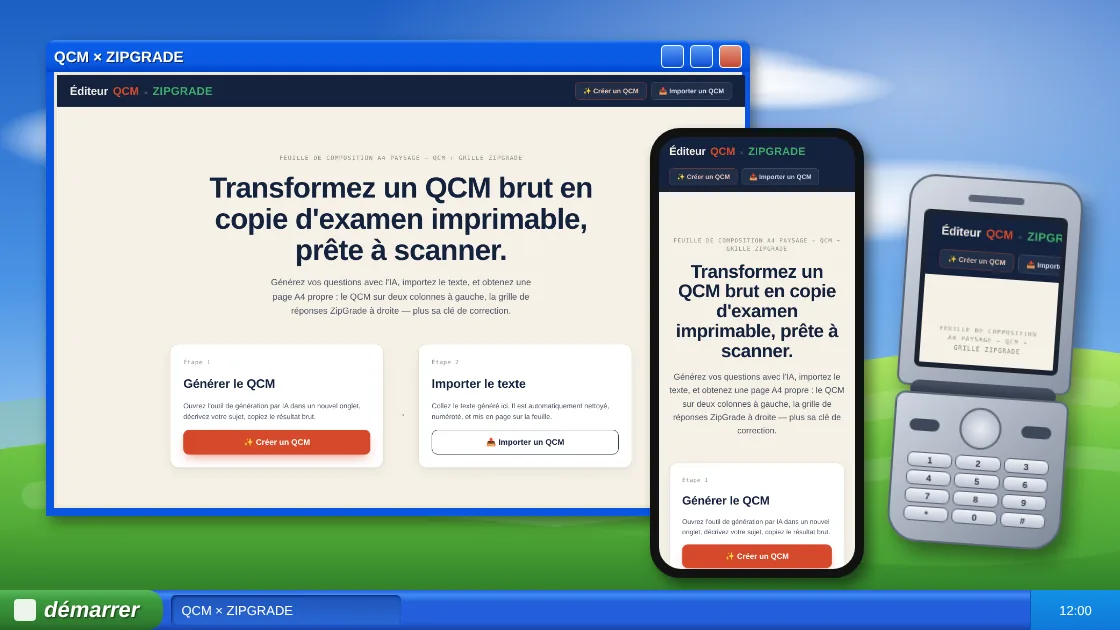 QCM × ZIPGRADE
Éditeur QCM - ZIPGRADE
✨ Créer un QCM
📥 Importer un QCM
FEUILLE DE COMPOSITION A4 PAYSAGE — QCM + GRILLE ZIPGRADE
Transformez un QCM brut en
copie d'examen imprimable,
prête à scanner.
Générez vos questions avec l'IA, importez le texte, et obtenez une
page A4 propre : le QCM sur deux colonnes à gauche, la grille de
réponses ZipGrade à droite — plus sa clé de correction.
Étape 1
Générer le QCM
Ouvrez l'outil de génération par IA dans un nouvel onglet,
décrivez votre sujet, copiez le résultat brut.
✨ Créer un QCM
Étape 2
Importer le texte
Collez le texte généré ici. Il est automatiquement nettoyé,
numéroté, et mis en page sur la feuille.
📥 Importer un QCM
Éditeur QCM - ZIPGRADE
✨ Créer un QCM
📥 Importer un QCM
FEUILLE DE COMPOSITION A4 PAYSAGE — QCM +
GRILLE ZIPGRADE
Transformez un
QCM brut en copie
d'examen
imprimable, prête à
scanner.
Générez vos questions avec l'IA, importez le
texte, et obtenez une page A4 propre : le QCM
sur deux colonnes à gauche, la grille de
réponses ZipGrade à droite — plus sa clé de
correction.
Étape 1
Générer le QCM
Ouvrez l'outil de génération par IA dans un nouvel
onglet, décrivez votre sujet, copiez le résultat brut.
✨ Créer un QCM
Éditeur QCM - ZIPGR
✨ Créer un QCM
📥 Import
FEUILLE DE COMPOSITION
A4 PAYSAGE — QCM +
GRILLE ZIPGRADE
1 2 3
4 5 6
7 8 9
* 0 #
démarrer
QCM × ZIPGRADE
12:00